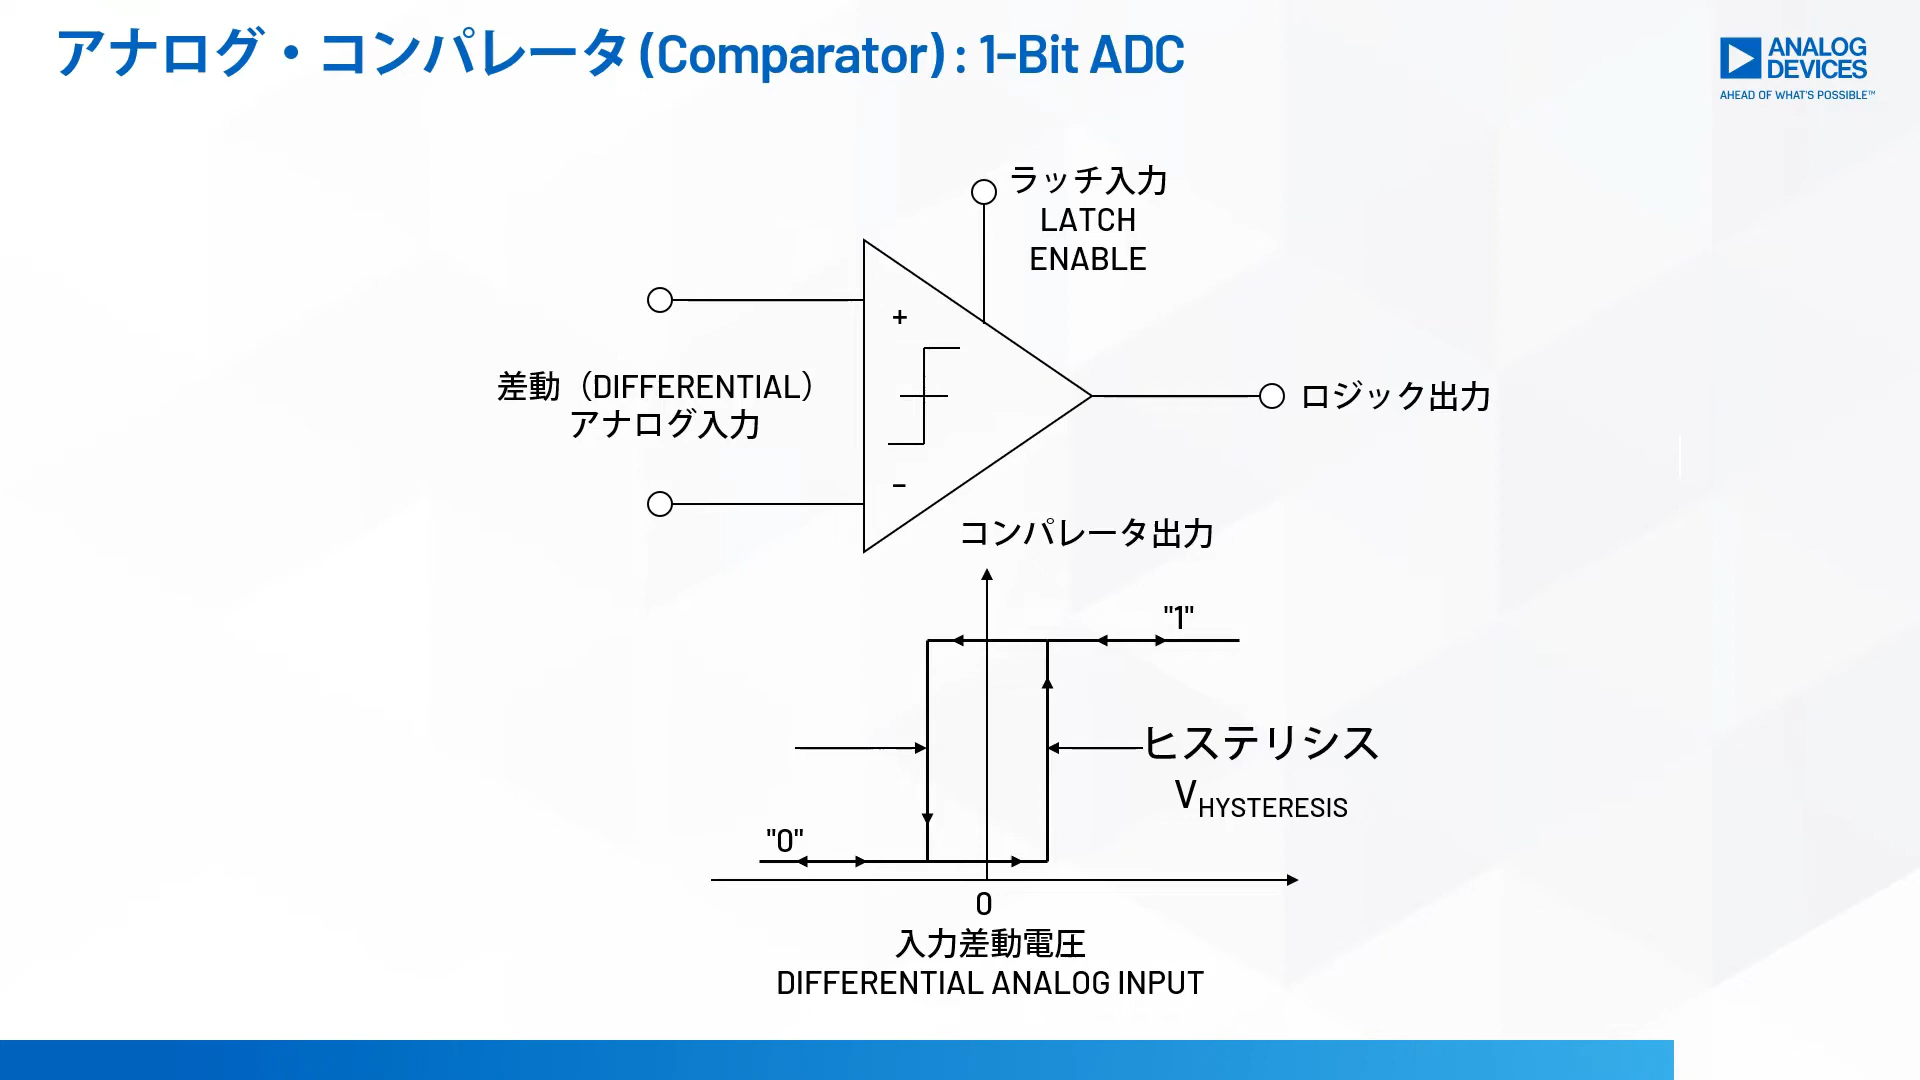 アナログ・コンパレータ (Comparator) : 1-Bit ADC
ANALOG
DEVICES
AHEAD OF WHAT'S POSSIBLE™
ラッチ入力
LATCH
ENABLE
+
差動（DIFFERENTIAL）
アナログ入力
ロジック出力
−
コンパレータ出力
"1"
ヒステリシス
VHYSTERESIS
"0"
0
入力差動電圧
DIFFERENTIAL ANALOG INPUT